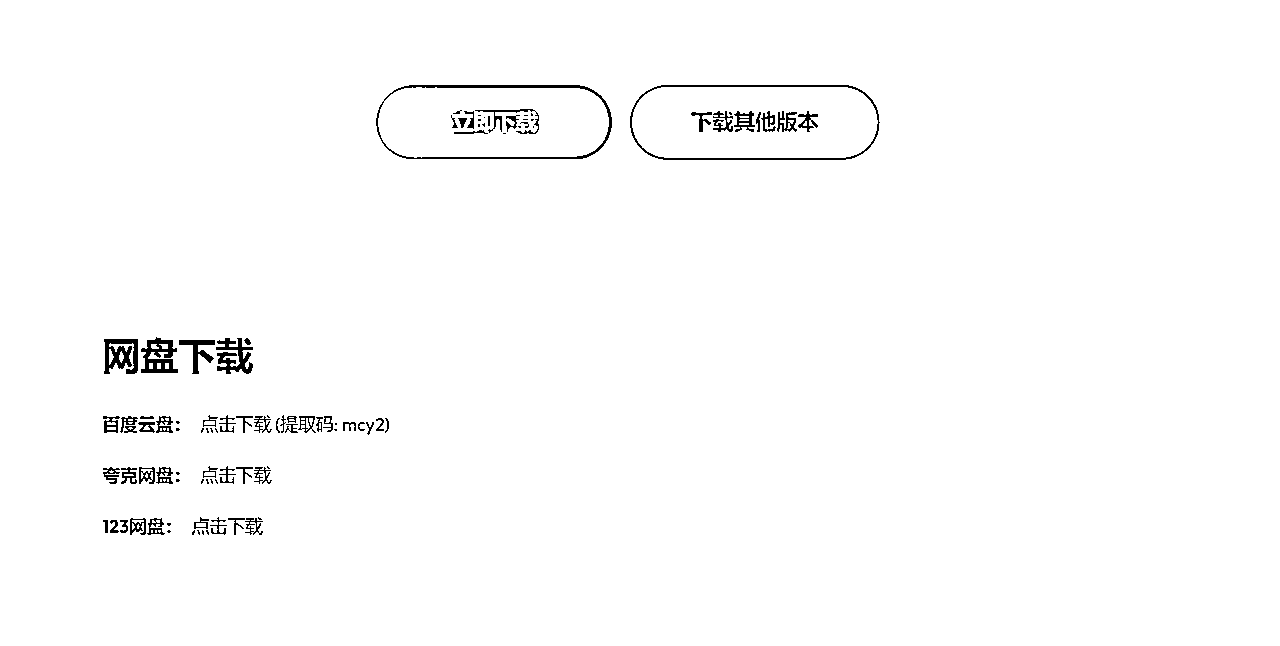 立即下载 下载其他版本
网盘下载
百度云盘： 点击下载 (提取码: mcy2)
夸克网盘： 点击下载
123网盘： 点击下载